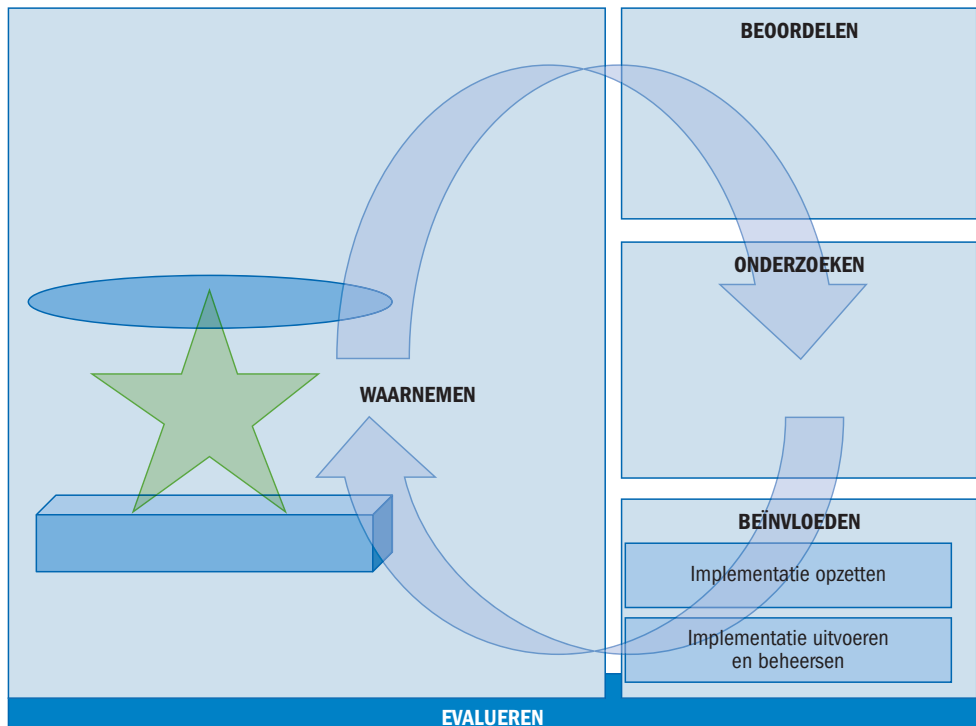 BEOORDELEN
ONDERZOEKEN
WAARNEMEN
BEÏNVLOEDEN
Implementatie opzetten
Implementatie uitvoeren
en beheersen
EVALUEREN